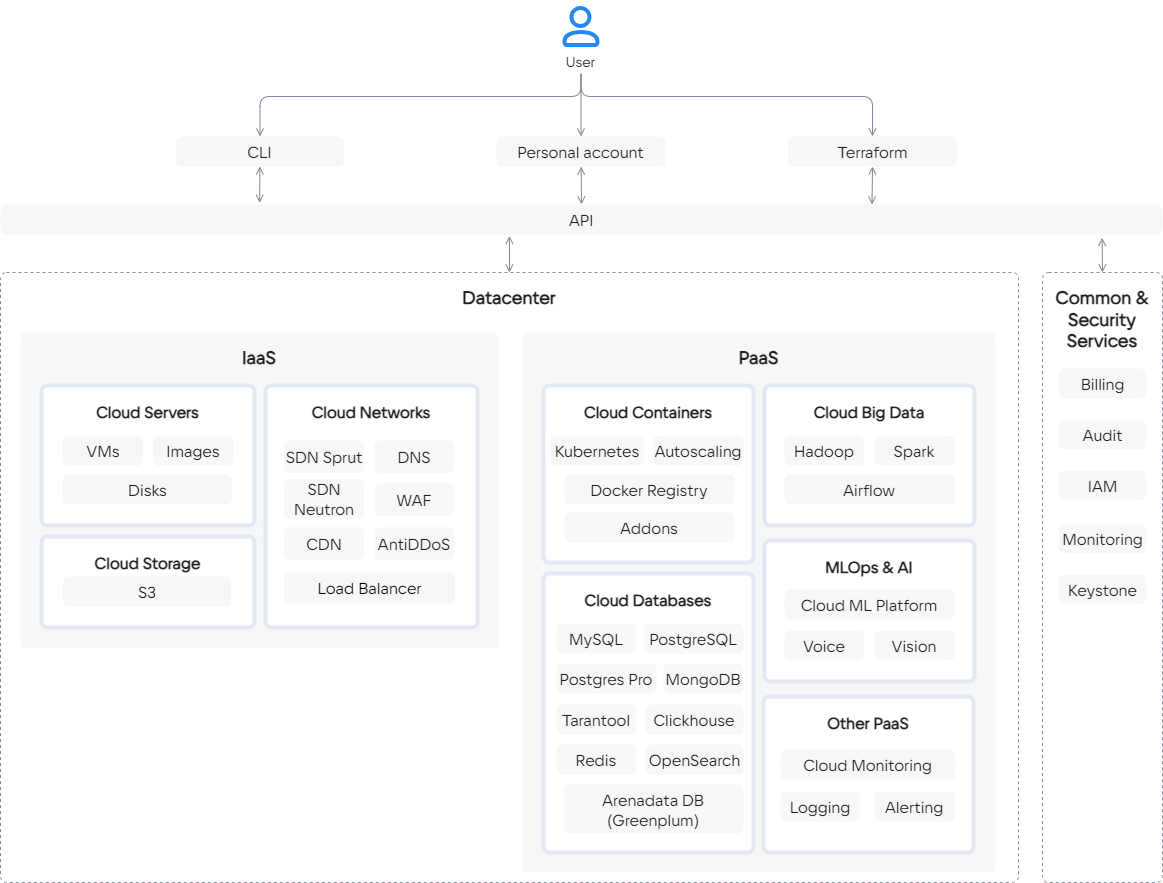 User
CLI
Personal account
Terraform
API
Datacenter
IaaS
Cloud Servers
VMs
Images
Disks
Cloud Storage
S3
Cloud Networks
SDN Sprut
DNS
SDN
Neutron
WAF
CDN
AntiDDoS
Load Balancer
PaaS
Cloud Containers
Kubernetes
Autoscaling
Docker Registry
Addons
Cloud Databases
MySQL
PostgreSQL
Postgres Pro
MongoDB
Tarantool
Clickhouse
Redis
OpenSearch
Arenadata DB
(Greenplum)
Cloud Big Data
Hadoop
Spark
Airflow
MLOps & AI
Cloud ML Platform
Voice
Vision
Other PaaS
Cloud Monitoring
Logging
Alerting
Common &
Security
Services
Billing
Audit
IAM
Monitoring
Keystone